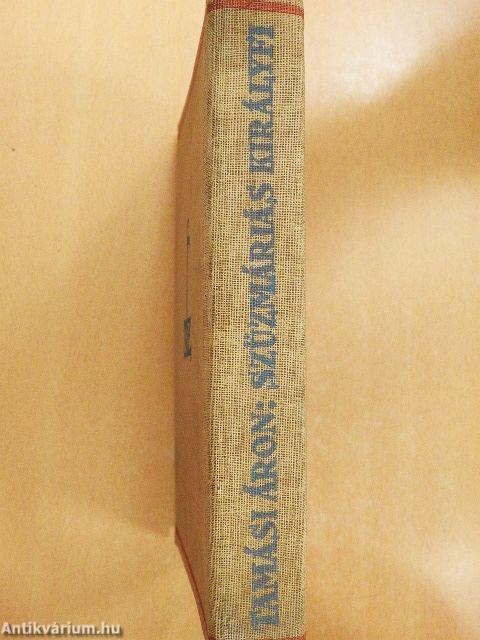 TAMÁSI ÁRON: SZŰZMÁRIÁS KIRÁLYFI
Antikvárium.hu